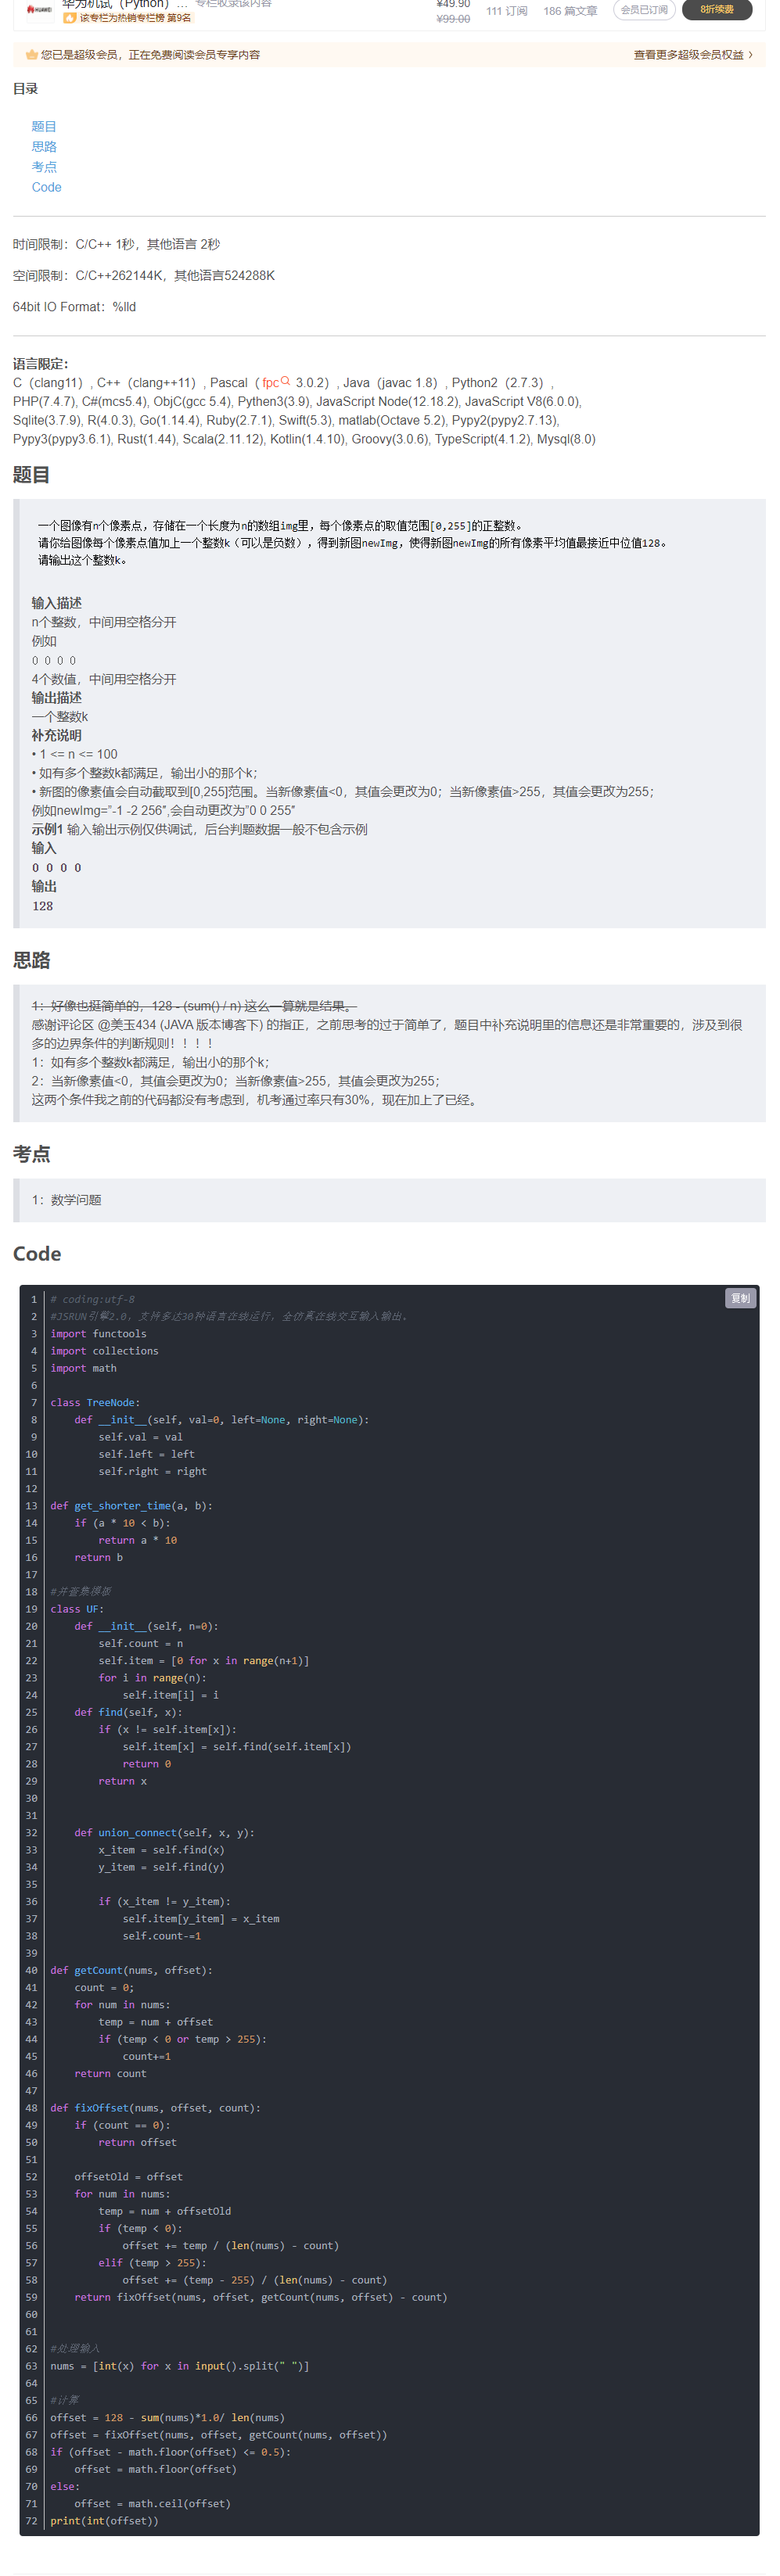 华为机试（Python）... 专栏收录该内容
¥49.90
111 订阅
186 篇文章
会员已订阅
8折续费
HUAWEI
该专栏为热销专栏榜 第9名
¥99.00
您已是超级会员，正在免费阅读会员专享内容
查看更多超级会员权益 >
目录
题目
思路
考点
Code
时间限制：C/C++ 1秒，其他语言 2秒
空间限制：C/C++262144K，其他语言524288K
64bit IO Format：%lld
语言限定：
C（clang11）, C++（clang++11）, Pascal（fpc 3.0.2）, Java（javac 1.8）, Python2（2.7.3）,
PHP(7.4.7), C#(mcs5.4), ObjC(gcc 5.4), Pythen3(3.9), JavaScript Node(12.18.2), JavaScript V8(6.0.0),
Sqlite(3.7.9), R(4.0.3), Go(1.14.4), Ruby(2.7.1), Swift(5.3), matlab(Octave 5.2), Pypy2(pypy2.7.13),
Pypy3(pypy3.6.1), Rust(1.44), Scala(2.11.12), Kotlin(1.4.10), Groovy(3.0.6), TypeScript(4.1.2), Mysql(8.0)
题目
一个图像有n个像素点，存储在一个长度为n的数组img里，每个像素点的取值范围[0,255]的正整数。
请你给图像每个像素点值加上一个整数k（可以是负数），得到新图newImg，使得新图newImg的所有像素平均值最接近中位值128。
请输出这个整数k。
输入描述
n个整数，中间用空格分开
例如
0 0 0 0
4个数值，中间用空格分开
输出描述
一个整数k
补充说明
• 1 <= n <= 100
• 如有多个整数k都满足，输出小的那个k；
• 新图的像素值会自动截取到[0,255]范围。当新像素值<0，其值会更改为0；当新像素值>255，其值会更改为255；
例如newImg=”-1 -2 256”,会自动更改为”0 0 255”
示例1 输入输出示例仅供调试，后台判题数据一般不包含示例
输入
0 0 0 0
输出
128
思路
1：好像也挺简单的，128 - (sum() / n) 这么一算就是结果。
感谢评论区 @美玉434 (JAVA 版本博客下) 的指正，之前思考的过于简单了，题目中补充说明里的信息还是非常重要的，涉及到很
多的边界条件的判断规则！！！！
1：如有多个整数k都满足，输出小的那个k；
2：当新像素值<0，其值会更改为0；当新像素值>255，其值会更改为255；
这两个条件我之前的代码都没有考虑到，机考通过率只有30%，现在加上了已经。
考点
1：数学问题
Code
复制
1 # coding:utf-8
2 #JSRUN引擎2.0，支持多达30种语言在线运行，全仿真在线交互输入输出。
3 import functools
4 import collections
5 import math
6
7 class TreeNode:
8     def __init__(self, val=0, left=None, right=None):
9         self.val = val
10         self.left = left
11         self.right = right
12
13 def get_shorter_time(a, b):
14     if (a * 10 < b):
15         return a * 10
16     return b
17
18 #并查集模板
19 class UF:
20     def __init__(self, n=0):
21         self.count = n
22         self.item = [0 for x in range(n+1)]
23         for i in range(n):
24             self.item[i] = i
25     def find(self, x):
26         if (x != self.item[x]):
27             self.item[x] = self.find(self.item[x])
28             return 0
29         return x
30
31
32     def union_connect(self, x, y):
33         x_item = self.find(x)
34         y_item = self.find(y)
35
36         if (x_item != y_item):
37             self.item[y_item] = x_item
38             self.count-=1
39
40 def getCount(nums, offset):
41     count = 0;
42     for num in nums:
43         temp = num + offset
44         if (temp < 0 or temp > 255):
45             count+=1
46     return count
47
48 def fixOffset(nums, offset, count):
49     if (count == 0):
50         return offset
51
52     offsetOld = offset
53     for num in nums:
54         temp = num + offsetOld
55         if (temp < 0):
56             offset += temp / (len(nums) - count)
57         elif (temp > 255):
58             offset += (temp - 255) / (len(nums) - count)
59     return fixOffset(nums, offset, getCount(nums, offset) - count)
60
61
62 #处理输入
63 nums = [int(x) for x in input().split(" ")]
64
65 #计算
66 offset = 128 - sum(nums)*1.0/ len(nums)
67 offset = fixOffset(nums, offset, getCount(nums, offset))
68 if (offset - math.floor(offset) <= 0.5):
69     offset = math.floor(offset)
70 else:
71     offset = math.ceil(offset)
72 print(int(offset))